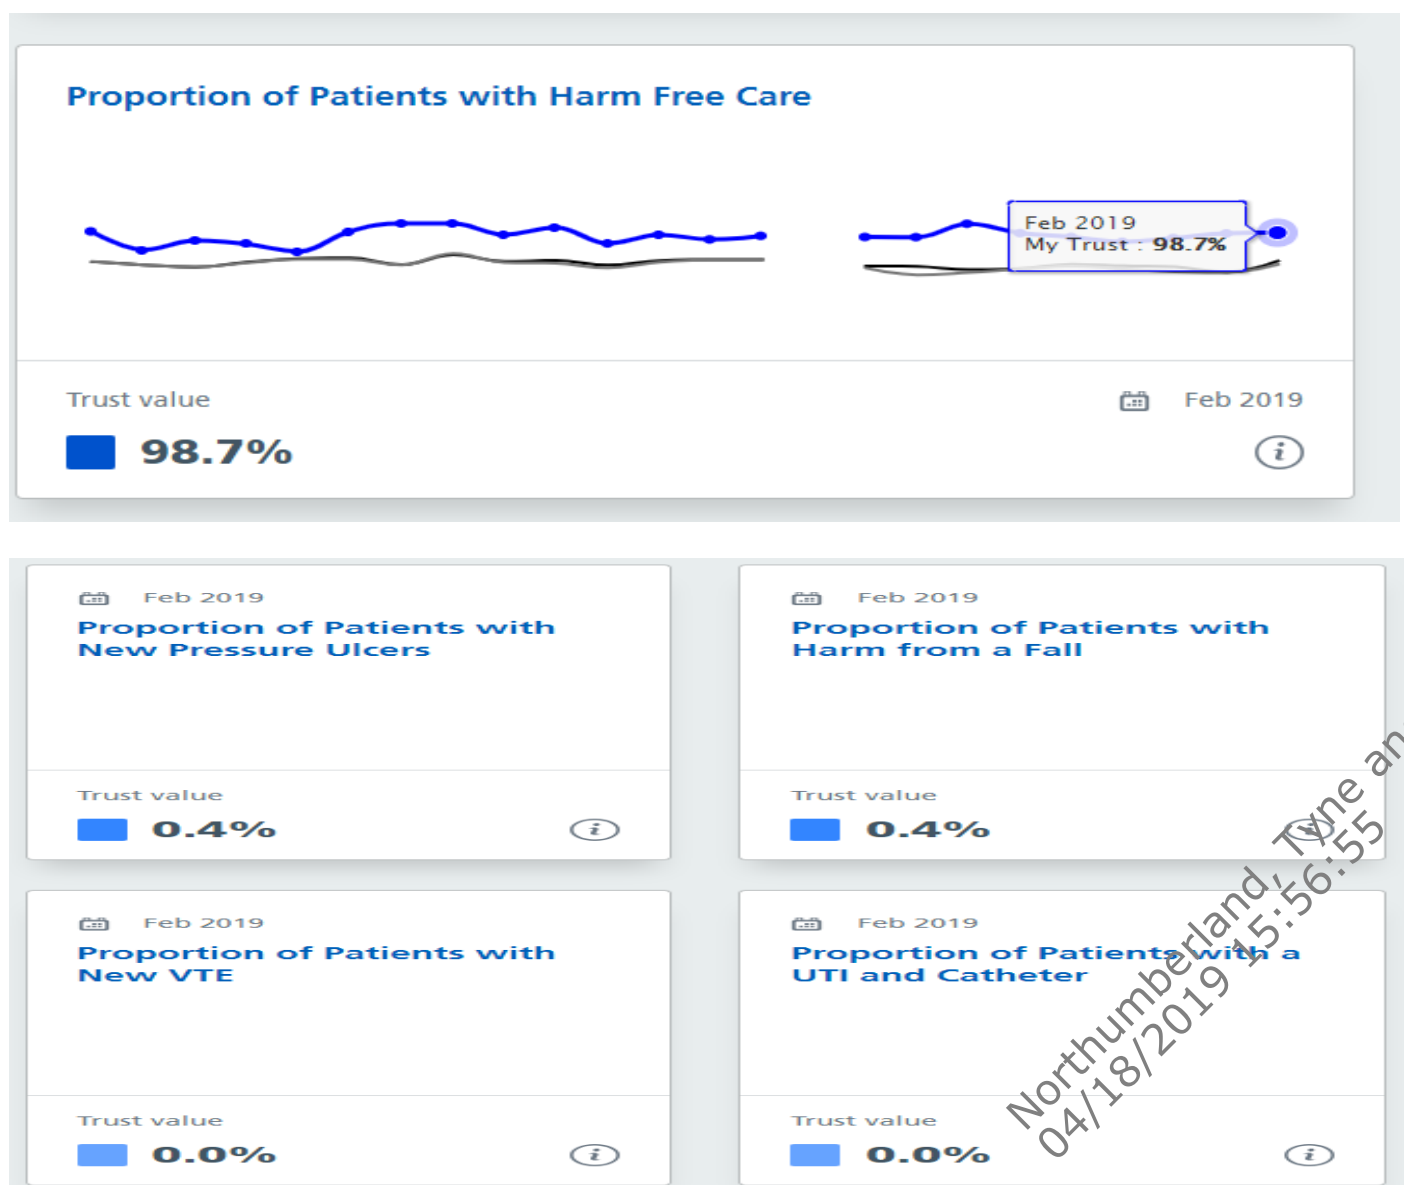 Proportion of Patients with Harm Free Care
Feb 2019
My Trust : 98.7%
Trust value
Feb 2019
98.7%
Feb 2019
Proportion of Patients with
New Pressure Ulcers
Trust value
0.4%
Feb 2019
Proportion of Patients with
Harm from a Fall
Trust value
0.4%
Feb 2019
Proportion of Patients with
New VTE
Trust value
0.0%
Feb 2019
Proportion of Patients with a
UTI and Catheter
Trust value
0.0%
Northumberland, Tyne an
04/18/2019 15:56:55